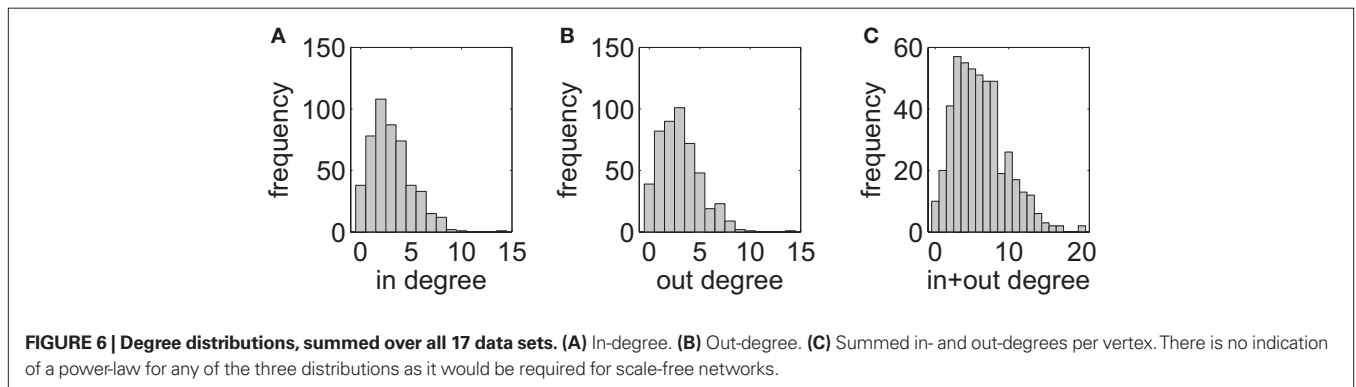 A
150
100
50
0
frequency
0 5 10 15
in degree
B
150
100
50
0
frequency
0 5 10 15
out degree
C
60
40
20
0
frequency
0 10 20
in+out degree
FIGURE 6 | Degree distributions, summed over all 17 data sets. (A) In-degree. (B) Out-degree. (C) Summed in- and out-degrees per vertex. There is no indication
of a power-law for any of the three distributions as it would be required for scale-free networks.